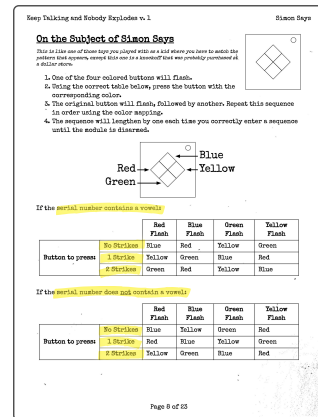 Keep Talking and Nobody Explodes v. 1
Simon Says
On the Subject of Simon Says
This is like one of those toys you played with as a kid where you have to match the
pattern that appears, except this one is a knockoff that was probably purchased at
a dollar store.
1. One of the four colored buttons will flash.
2. Using the correct table below, press the button with the
corresponding color.
3. The original button will flash, followed by another. Repeat this sequence
in order using the color mapping.
4. The sequence will lengthen by one each time you correctly enter a sequence
until the module is disarmed.
Blue
Red Yellow
Green
If the serial number contains a vowel:
Red Flash Blue Flash Green Flash Yellow Flash
Button to press:
No Strikes Blue Red Yellow Green
1 Strike Yellow Green Blue Red
2 Strikes Green Red Yellow Blue
If the serial number does not contain a vowel:
Red Flash Blue Flash Green Flash Yellow Flash
Button to press:
No Strikes Blue Yellow Green Red
1 Strike Red Blue Yellow Green
2 Strikes Yellow Green Blue Red
Page 8 of 23